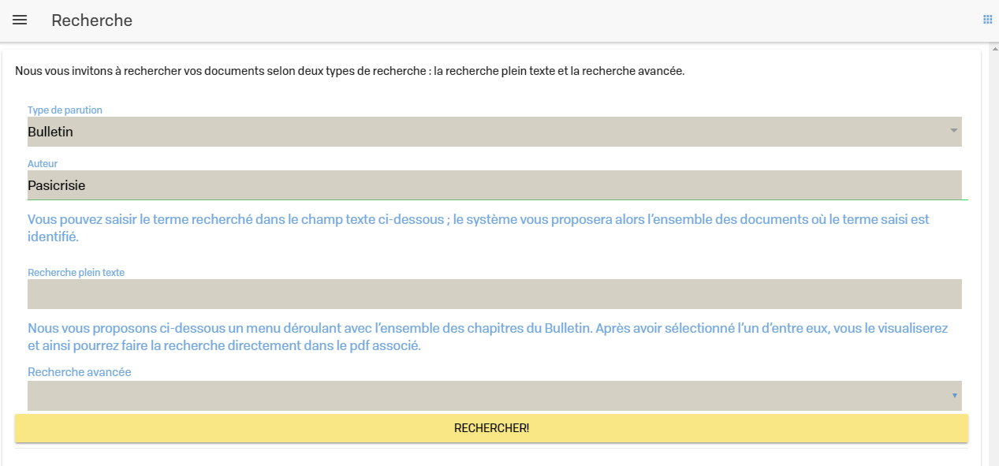 Recherche
Nous vous invitons à rechercher vos documents selon deux types de recherche : la recherche plein texte et la recherche avancée.
Type de parution
Bulletin
Auteur
Pasicrisie
Vous pouvez saisir le terme recherché dans le champ texte ci-dessous ; le système vous proposera alors l'ensemble des documents où le terme saisi est
identifié.
Recherche plein texte
Nous vous proposons ci-dessous un menu déroulant avec l'ensemble des chapitres du Bulletin. Après avoir sélectionné l'un d'entre eux, vous le visualiserez
et ainsi pourrez faire la recherche directement dans le pdf associé.
Recherche avancée
RECHERCHER!